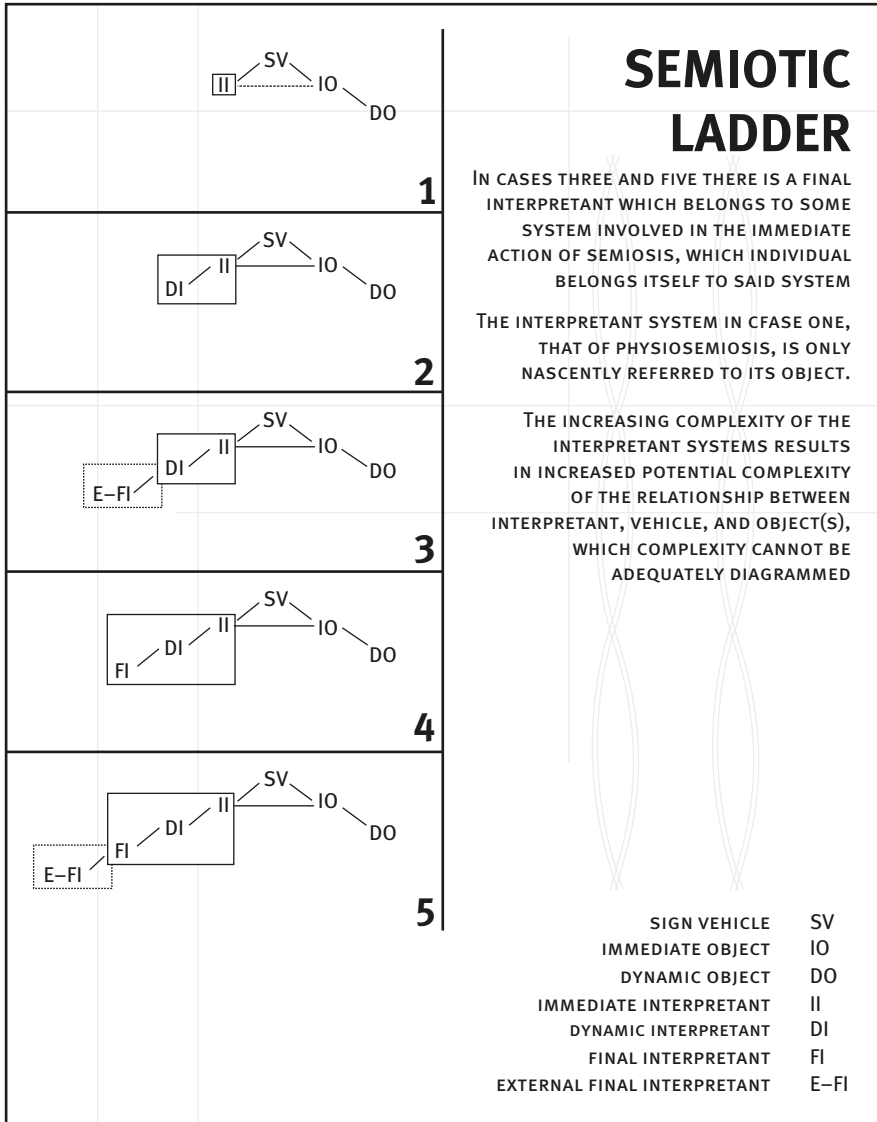 SEMIOTIC
LADDER
IN CASES THREE AND FIVE THERE IS A FINAL
INTERPRETANT WHICH BELONGS TO SOME
SYSTEM INVOLVED IN THE IMMEDIATE
ACTION OF SEMIOSIS, WHICH INDIVIDUAL
BELONGS ITSELF TO SAID SYSTEM
THE INTERPRETANT SYSTEM IN CFASE ONE,
THAT OF PHYSIOSEMIOSIS, IS ONLY
NASCENTLY REFERRED TO ITS OBJECT.
THE INCREASING COMPLEXITY OF THE
INTERPRETANT SYSTEMS RESULTS
IN INCREASED POTENTIAL COMPLEXITY
OF THE RELATIONSHIP BETWEEN
INTERPRETANT, VEHICLE, AND OBJECT(S),
WHICH COMPLEXITY CANNOT BE
ADEQUATELY DIAGRAMMED
SV
II IO
DO
1
SV
II IO
DI DO
2
SV
II IO
DI DO
E–FI
3
SV
II IO
DI DO
FI
4
SV
II IO
DI DO
FI
E–FI
5
SIGN VEHICLE SV
IMMEDIATE OBJECT IO
DYNAMIC OBJECT DO
IMMEDIATE INTERPRETANT II
DYNAMIC INTERPRETANT DI
FINAL INTERPRETANT FI
EXTERNAL FINAL INTERPRETANT E–FI